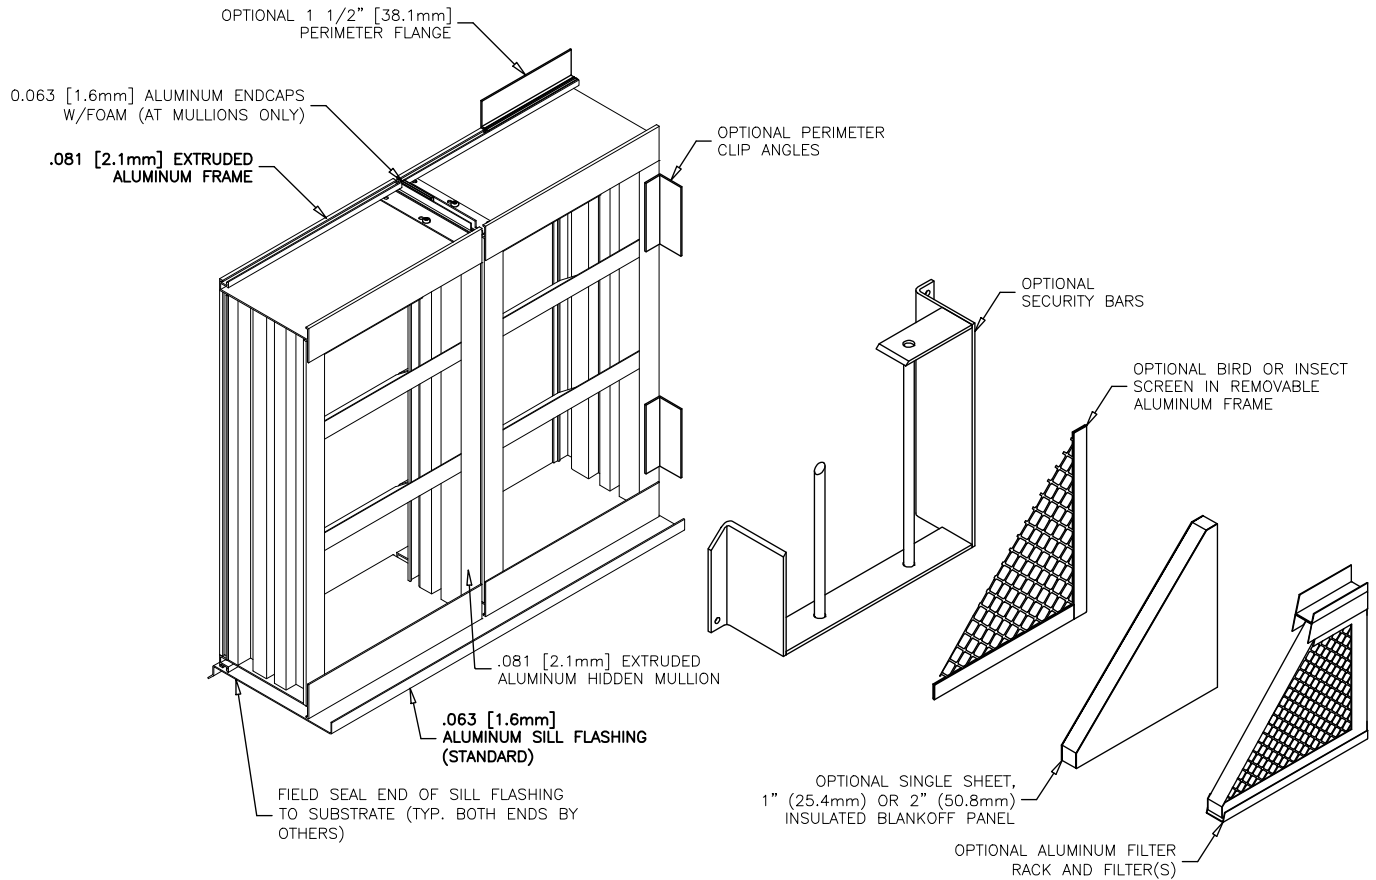 OPTIONAL 1 1/2" [38.1mm]
PERIMETER FLANGE
0.063 [1.6mm] ALUMINUM ENDCAPS
W/FOAM (AT MULLIONS ONLY)
.081 [2.1mm] EXTRUDED
ALUMINUM FRAME
OPTIONAL PERIMETER
CLIP ANGLES
OPTIONAL
SECURITY BARS
OPTIONAL BIRD OR INSECT
SCREEN IN REMOVABLE
ALUMINUM FRAME
.081 [2.1mm] EXTRUDED
ALUMINUM HIDDEN MULLION
.063 [1.6mm]
ALUMINUM SILL FLASHING
(STANDARD)
FIELD SEAL END OF SILL FLASHING
TO SUBSTRATE (TYP. BOTH ENDS BY
OTHERS)
OPTIONAL SINGLE SHEET,
1" (25.4mm) OR 2" (50.8mm)
INSULATED BLANKOFF PANEL
OPTIONAL ALUMINUM FILTER
RACK AND FILTER(S)